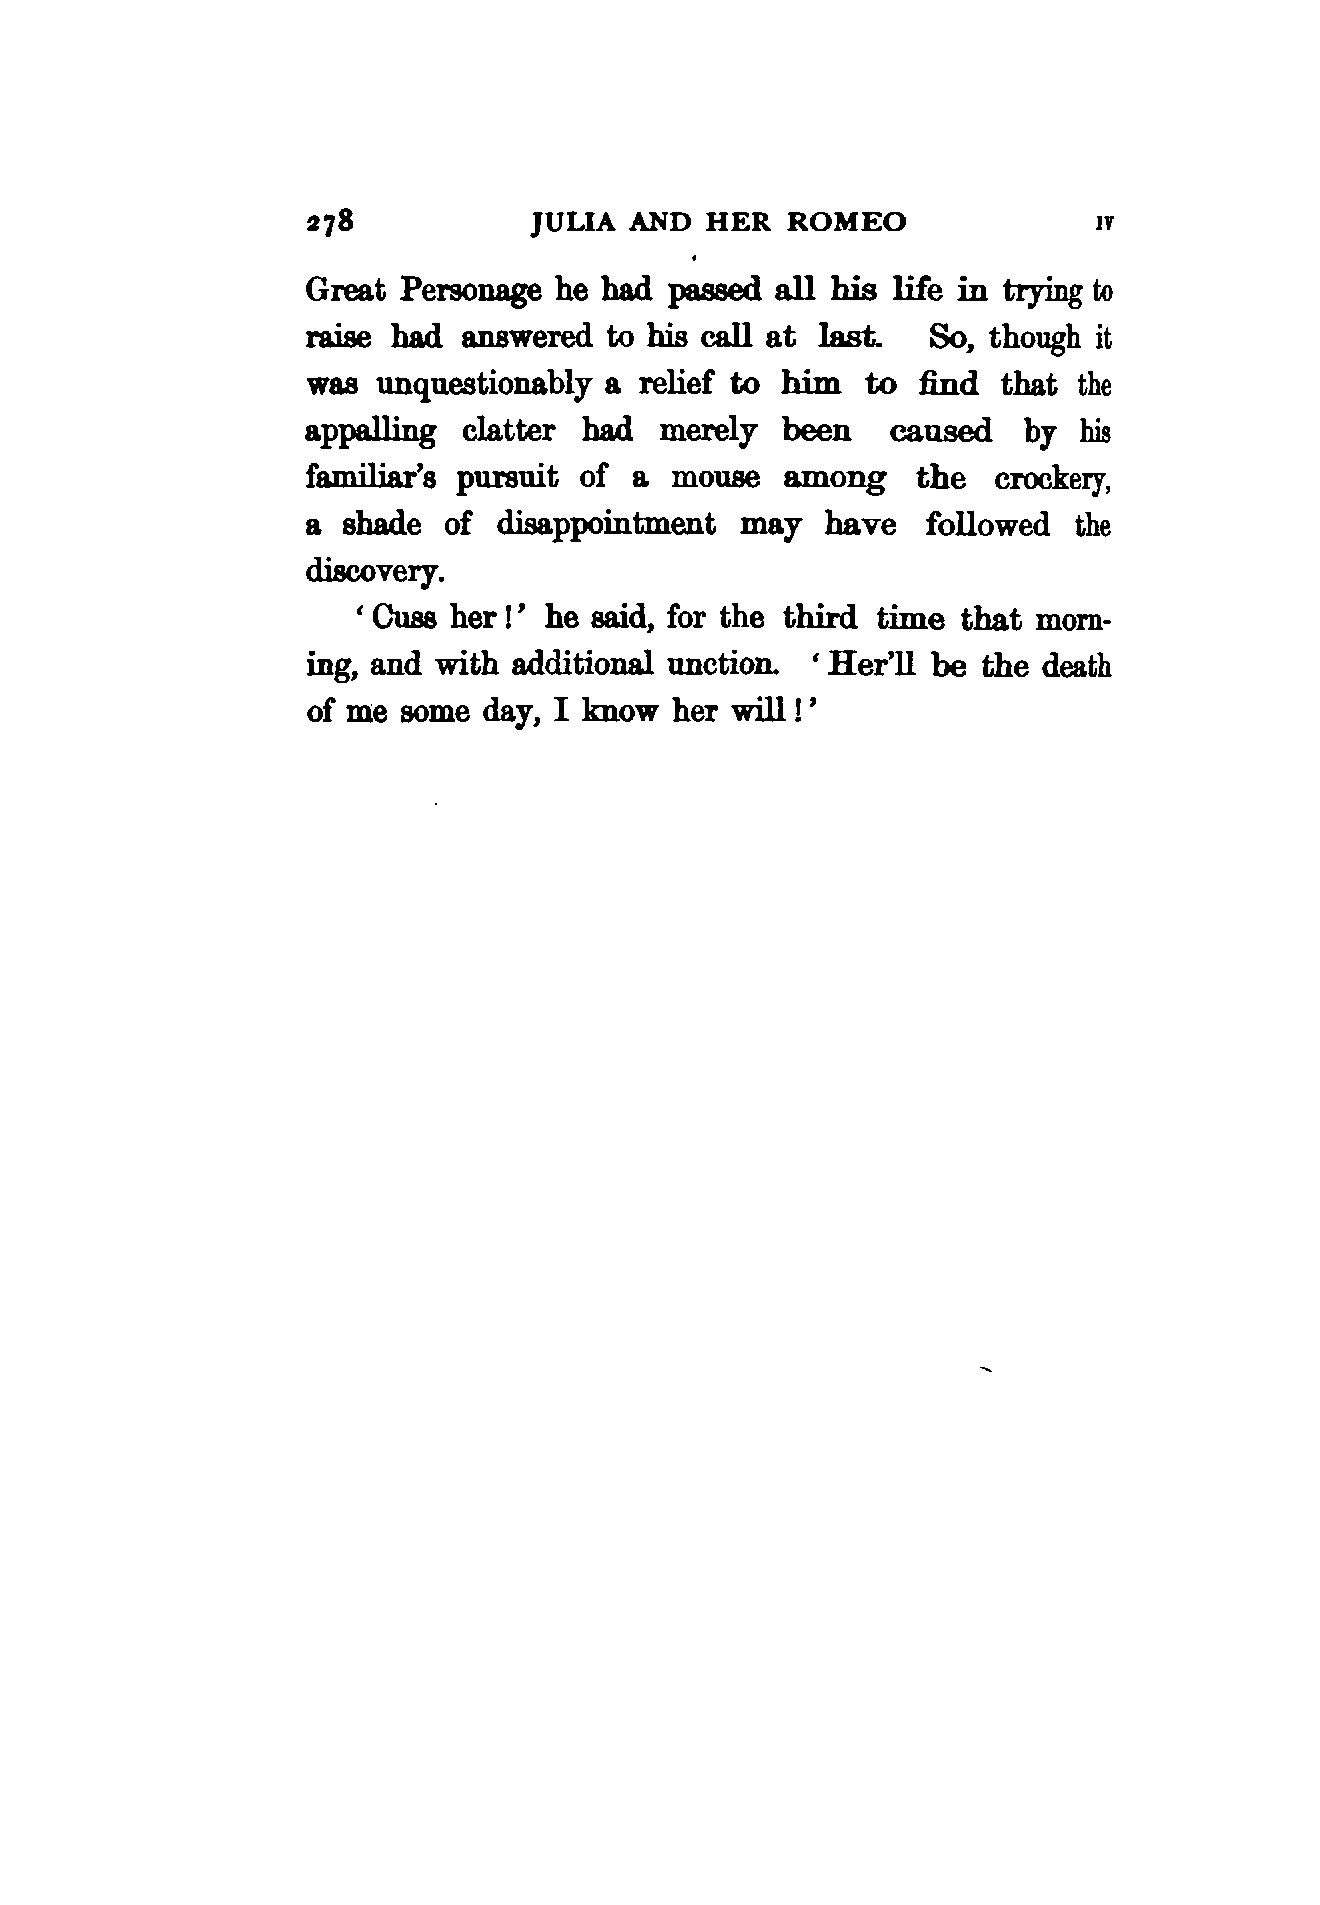 278 JULIA AND HER ROMEO IV
Great Personage he had passed all his life in trying to
raise had answered to his call at last. So, though it
was unquestionably a relief to him to find that the
appalling clatter had merely been caused by his
familiar's pursuit of a mouse among the crockery,
a shade of disappointment may have followed the
discovery.
‘Cuss her!’ he said, for the third time that morn-
ing, and with additional unction. ‘Her’ll be the death
of me some day, I know her will!’